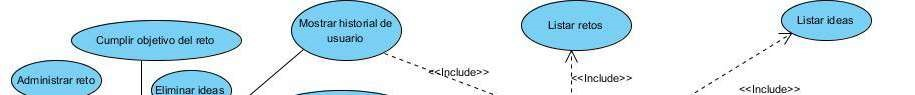 Mostrar historial de
usuario
Listar retos
Listar ideas
Cumplir objetivo del reto
Administrar reto
Eliminar ideas
<<Include>>
<<Include>>
<<Include>>